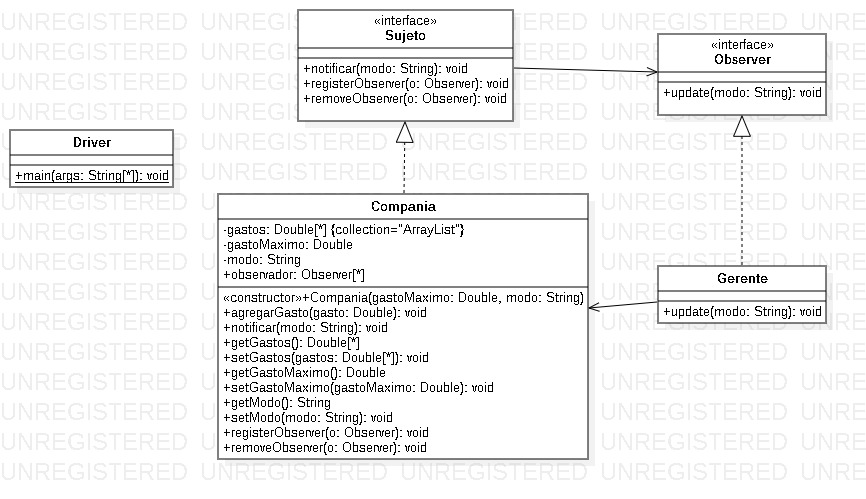 «interface»
Sujeto
+notificar(modo: String): void
+registerObserver(o: Observer): void
+removeObserver(o: Observer): void
«interface»
Observer
+update(modo: String): void
Driver
+main(args: String[*]): void
Compania
-gastos: Double[*] {collection="ArrayList"}
-gastoMaximo: Double
-modo: String
+observador: Observer[*]
«constructor»+Compania(gastoMaximo: Double, modo: String)
+agregarGasto(gasto: Double): void
+notificar(modo: String): void
+getGastos(): Double[*]
+setGastos(gastos: Double[*]): void
+getGastoMaximo(): Double
+setGastoMaximo(gastoMaximo: Double): void
+getModo(): String
+setModo(modo: String): void
+registerObserver(o: Observer): void
+removeObserver(o: Observer): void
Gerente
+update(modo: String): void
UNREGISTERED